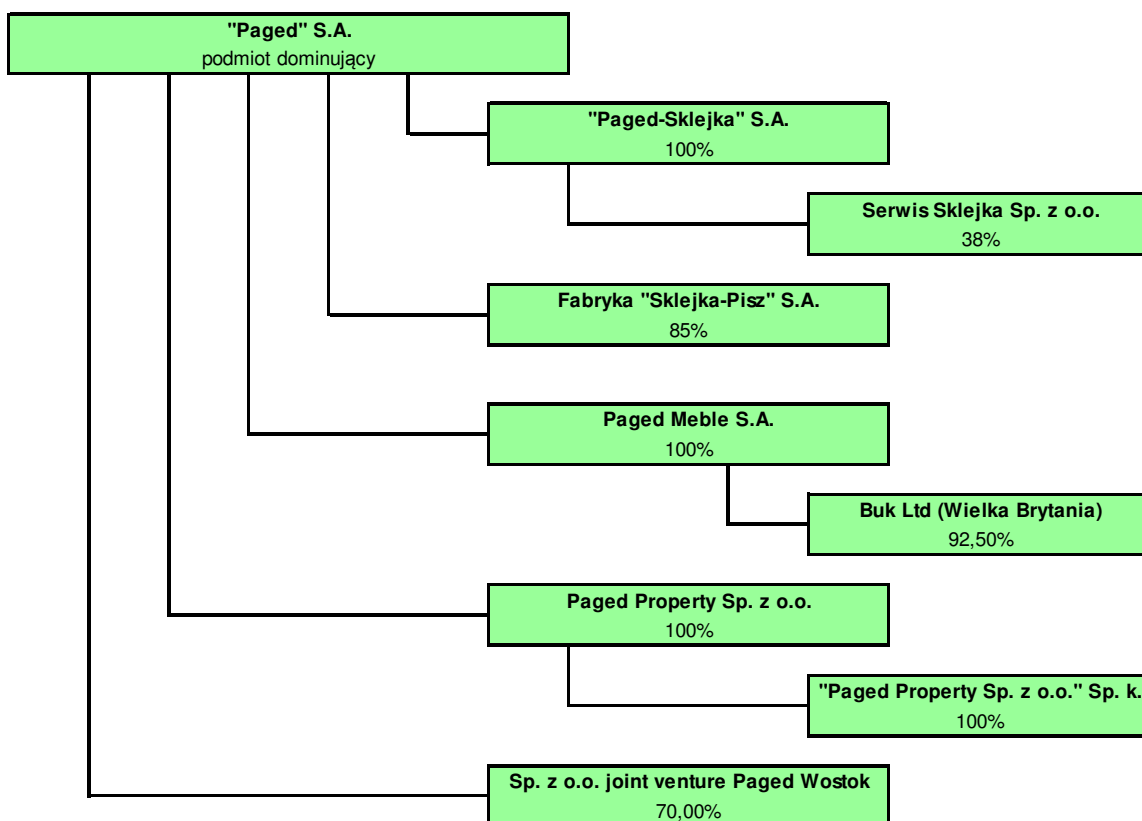 "Paged" S.A.
podmiot dominujący
"Paged-Sklejka" S.A.
100%
Serwis Sklejka Sp. z o.o.
38%
Fabryka "Sklejka-Pisz" S.A.
85%
Paged Meble S.A.
100%
Buk Ltd (Wielka Brytania)
92,50%
Paged Property Sp. z o.o.
100%
"Paged Property Sp. z o.o." Sp. k.
100%
Sp. z o.o. joint venture Paged Wostok
70,00%